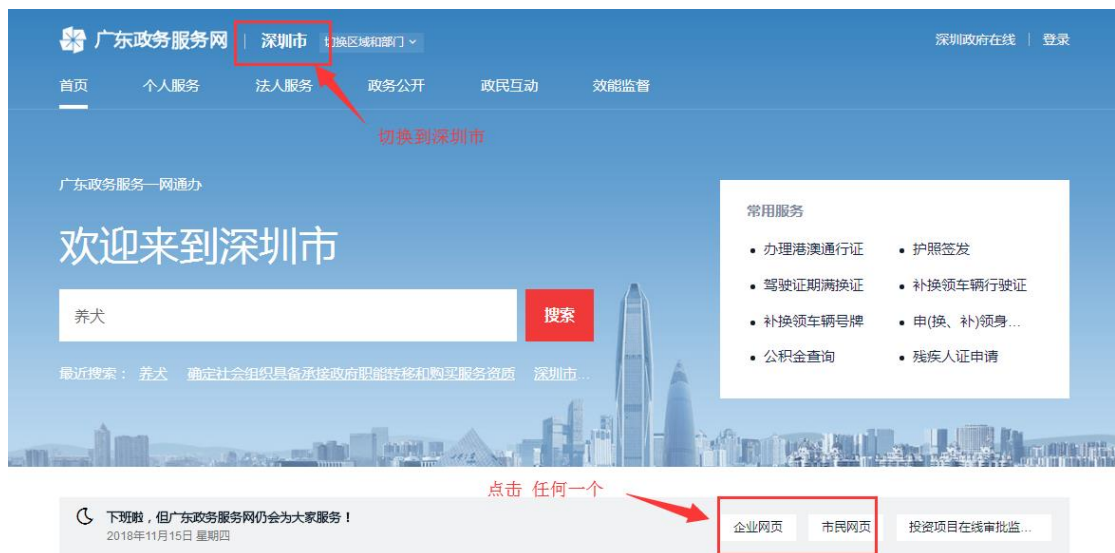 广东政务服务网 | 深圳市 切换区域和部门
深圳政府在线 | 登录
首页 个人服务 法人服务 政务公开 政民互动 效能监督
切换到深圳市
广东政务服务一网通办
欢迎来到深圳市
养犬 搜索
最近搜索： 养犬 确定社会组织具备承接政府职能转移和购买服务资质 深圳市...
常用服务
• 办理港澳通行证 • 护照签发
• 驾驶证期满换证 • 补换领车辆行驶证
• 补换领车辆号牌 • 申(换、补)领身...
• 公积金查询 • 残疾人证申请
点击 任何一个
下班啦，但广东政务服务网仍会为大家服务！
2018年11月15日 星期四
企业网页 市民网页 投资项目在线审批监...